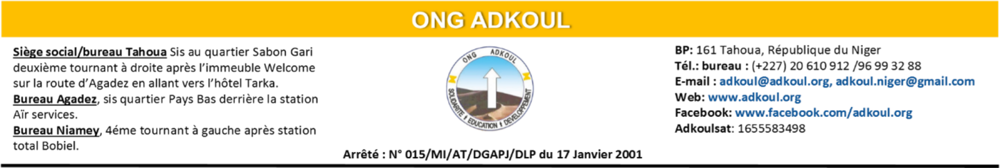 ONG ADKOUL
Siège social/bureau Tahoua Sis au quartier Sabon Gari
deuxième tournant à droite après l’immeuble Welcome
sur la route d’Agadez en allant vers l’hôtel Tarka.
Bureau Agadez, sis quartier Pays Bas derrière la station
Aïr services.
Bureau Niamey, 4éme tournant à gauche après station
total Bobiel.
ONG ADKOUL
SOLIDARITE EDUCATION DEVELOPPEMENT
BP: 161 Tahoua, République du Niger
Tél.: bureau : (+227) 20 610 912 /96 99 32 88
E-mail : adkoul@adkoul.org, adkoul.niger@gmail.com
Web: www.adkoul.org
Facebook: www.facebook.com/adkoul.org
Adkoulsat: 1655583498
Arrêté : N° 015/MI/AT/DGAPJ/DLP du 17 Janvier 2001